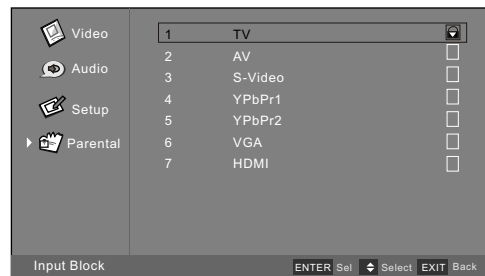 Video
Audio
Setup
Parental
1 TV
2 AV
3 S-Video
4 YPbPr1
5 YPbPr2
6 VGA
7 HDMI
Input Block
ENTER Sel Select EXIT Back